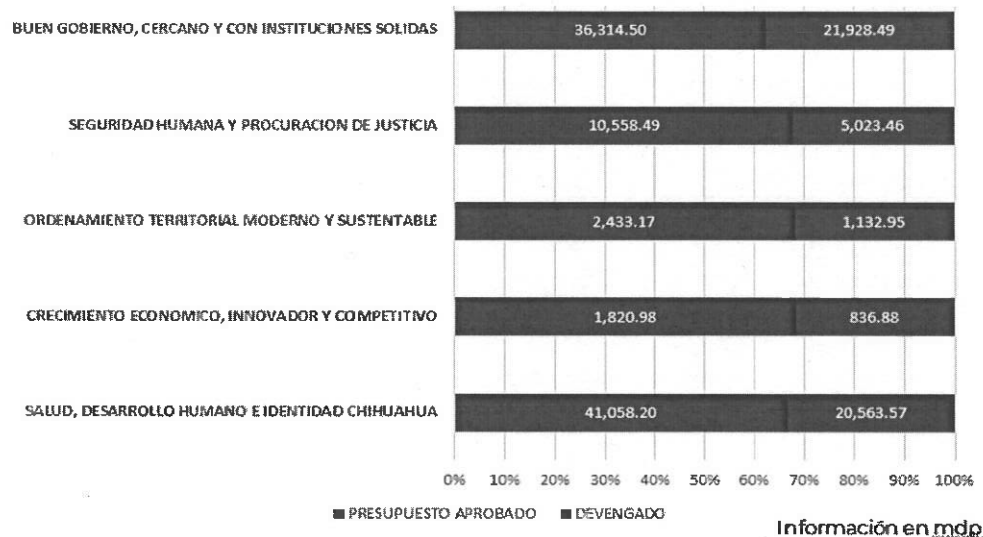 BUEN GOBIERNO, CERCANO Y CON INSTITUCIONES SOLIDAS 36,314.50 21,928.49
SEGURIDAD HUMANA Y PROCURACION DE JUSTICIA 10,558.49 5,023.46
ORDENAMIENTO TERRITORIAL MODERNO Y SUSTENTABLE 2,433.17 1,132.95
CRECIMIENTO ECONOMICO, INNOVADOR Y COMPETITIVO 1,820.98 836.88
SALUD, DESARROLLO HUMANO E IDENTIDAD CHIHUAHUA 41,058.20 20,563.57
0% 10% 20% 30% 40% 50% 60% 70% 80% 90% 100%
PRESUPUESTO APROBADO DEVENGADO
Información en mdp